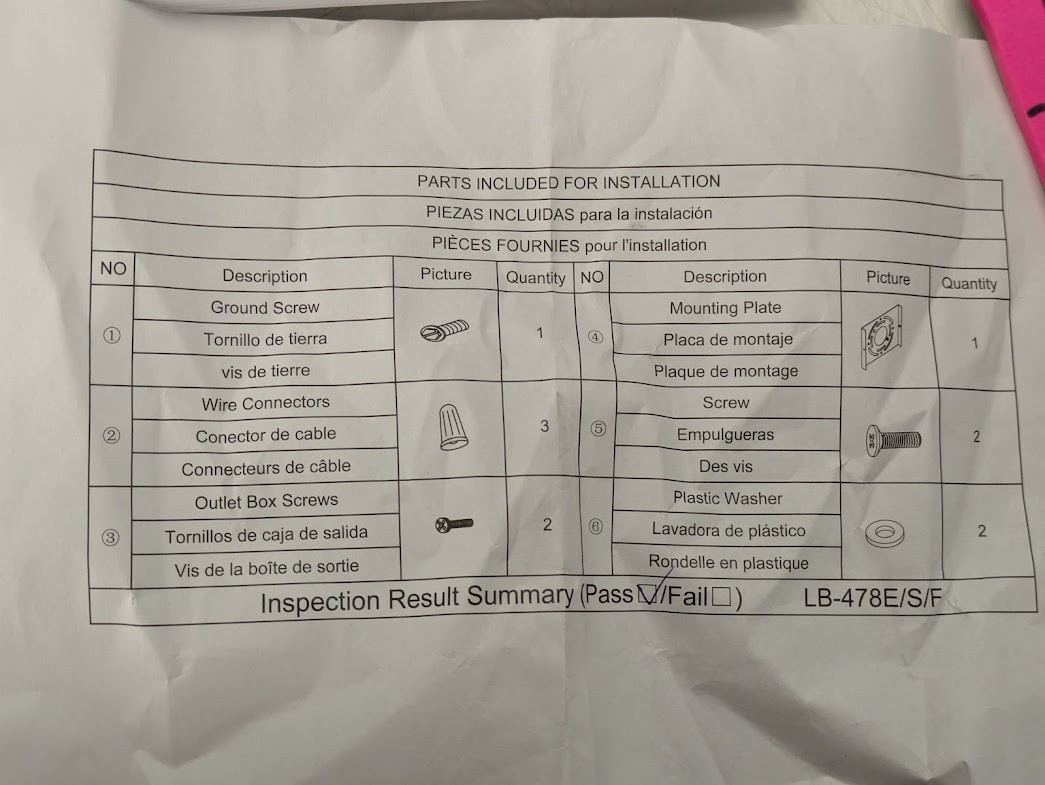 PARTS INCLUDED FOR INSTALLATION
PIEZAS INCLUIDAS para la instalación
PIÈCES FOURNIES pour l'installation
NO Description Picture Quantity NO Description Picture Quantity
① Ground Screw 1 ④ Mounting Plate 1
Tornillo de tierra Placa de montaje
vis de tierre Plaque de montage
② Wire Connectors 3 ⑤ Screw 2
Conector de cable Empulgueras
Connecteurs de câble Des vis
③ Outlet Box Screws 2 ⑥ Plastic Washer 2
Tornillos de caja de salida Lavadora de plástico
Vis de la boîte de sortie Rondelle en plastique
Inspection Result Summary (Pass☑/Fail☐) LB-478E/S/F